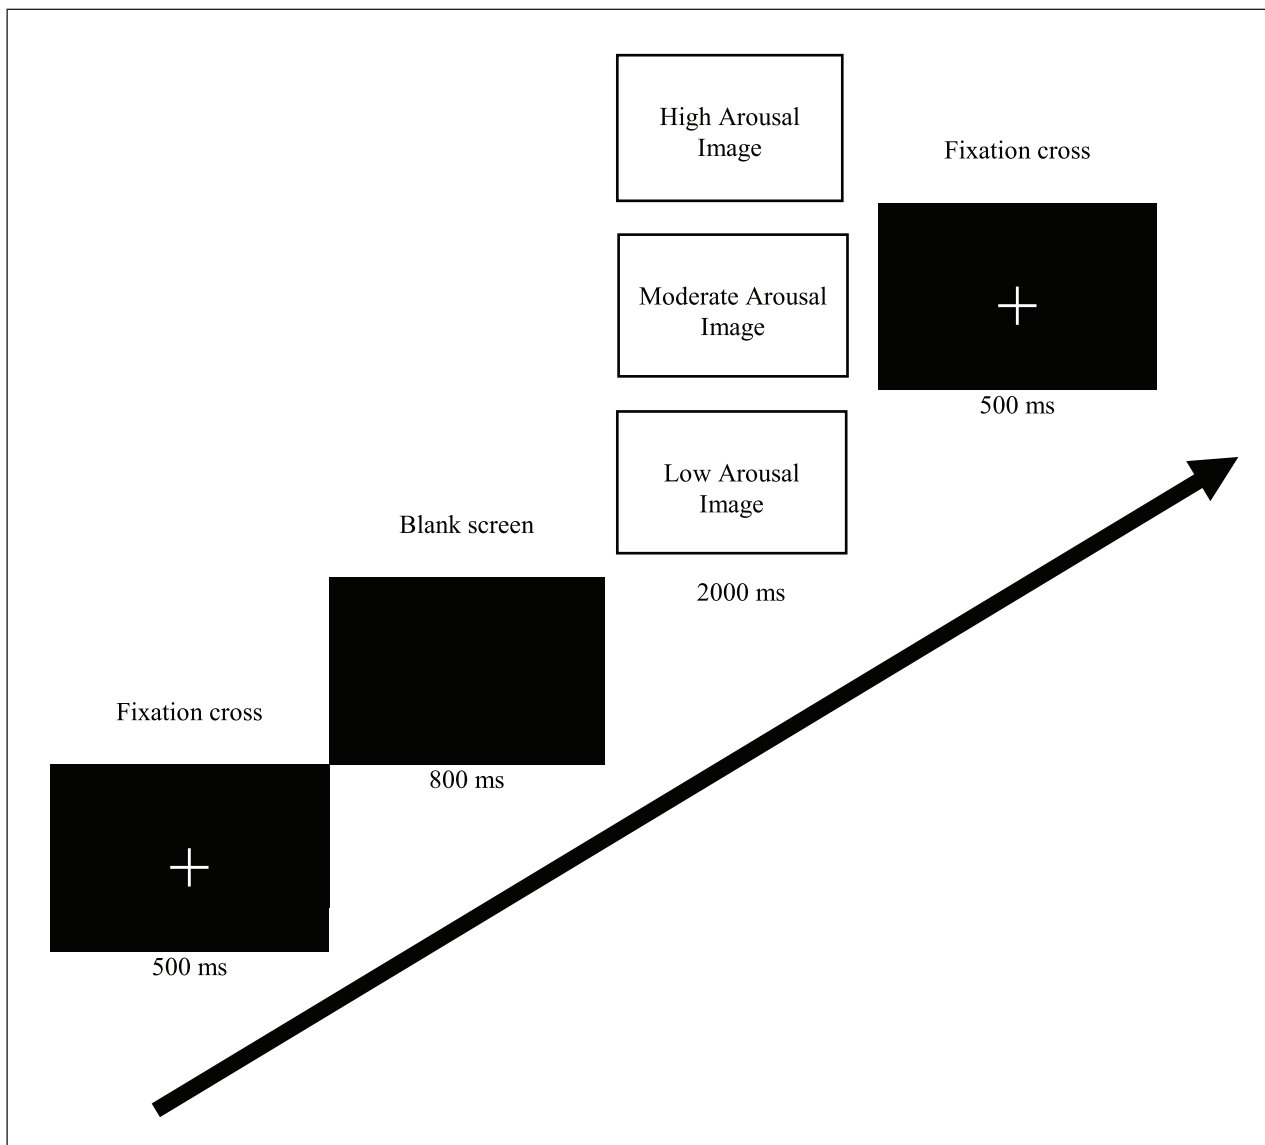 Fixation cross
500 ms
Blank screen
800 ms
High Arousal
Image
Moderate Arousal
Image
Low Arousal
Image
2000 ms
Fixation cross
500 ms